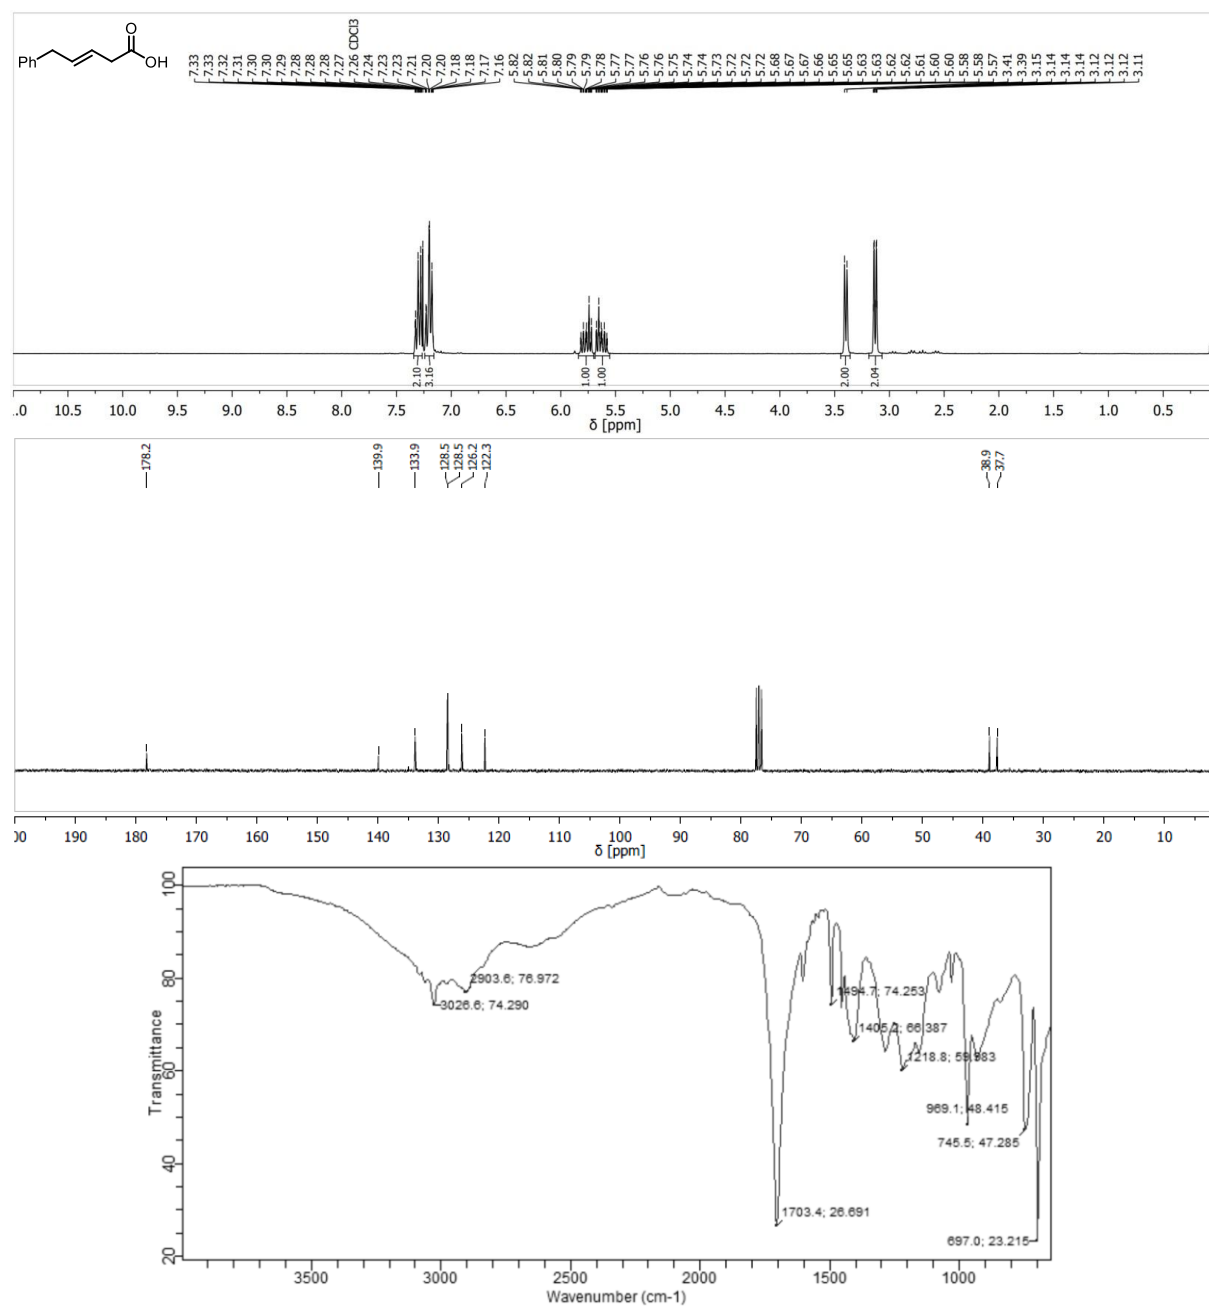 O
Ph
OH
7.33 7.33 7.32 7.31 7.30 7.30 7.29 7.28 7.28 7.28 7.27 7.26 CDCl3 7.24 7.23 7.23 7.21 7.20 7.20 7.18 7.18 7.17 7.16 5.82 5.82 5.81 5.80 5.79 5.79 5.78 5.77 5.77 5.76 5.76 5.75 5.74 5.74 5.73 5.72 5.72 5.72 5.68 5.67 5.67 5.66 5.65 5.65 5.63 5.63 5.62 5.62 5.61 5.60 5.60 5.58 5.58 5.57 3.41 3.39 3.15 3.14 3.14 3.14 3.12 3.12 3.12 3.11
2.10 3.16 1.00 1.00 2.00 2.04
.0 10.5 10.0 9.5 9.0 8.5 8.0 7.5 7.0 6.5 6.0 5.5 5.0 4.5 4.0 3.5 3.0 2.5 2.0 1.5 1.0 0.5
δ [ppm]
178.2 139.9 133.9 128.5 128.5 126.2 122.3 38.9 37.7
00 190 180 170 160 150 140 130 120 110 100 90 80 70 60 50 40 30 20 10
δ [ppm]
Transmittance
100
80
60
40
20
2903.6; 76.972
3026.6; 74.290
1494.7; 74.253
1405.2; 66.387
1218.8; 59.983
969.1; 48.415
745.5; 47.285
1703.4; 26.691
697.0; 23.215
3500 3000 2500 2000 1500 1000
Wavenumber (cm-1)